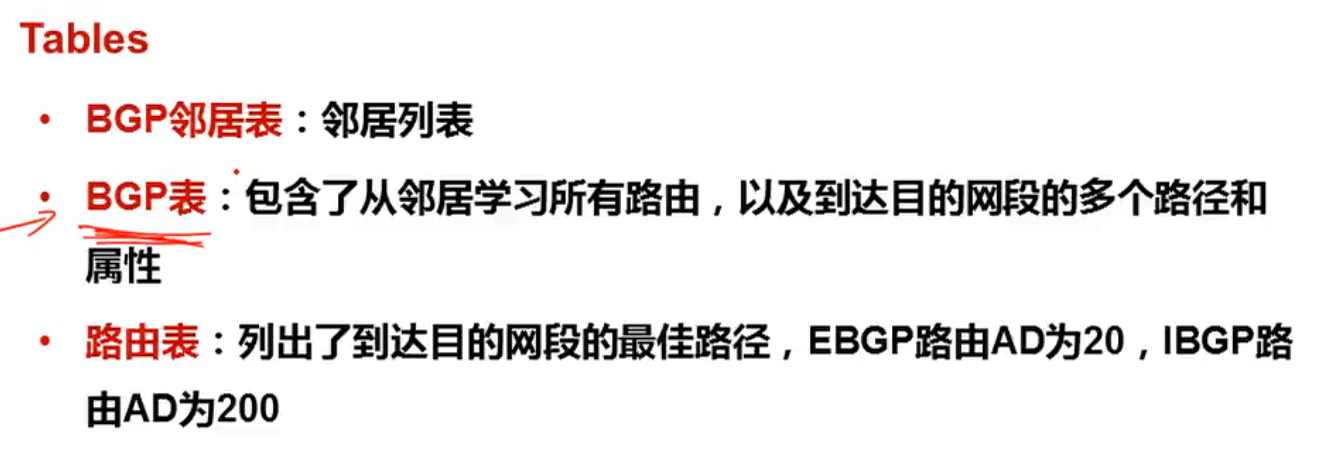 Tables
• BGP邻居表：邻居列表
• BGP表：包含了从邻居学习所有路由，以及到达目的网段的多个路径和
属性
• 路由表：列出了到达目的网段的最佳路径，EBGP路由AD为20，IBGP路
由AD为200